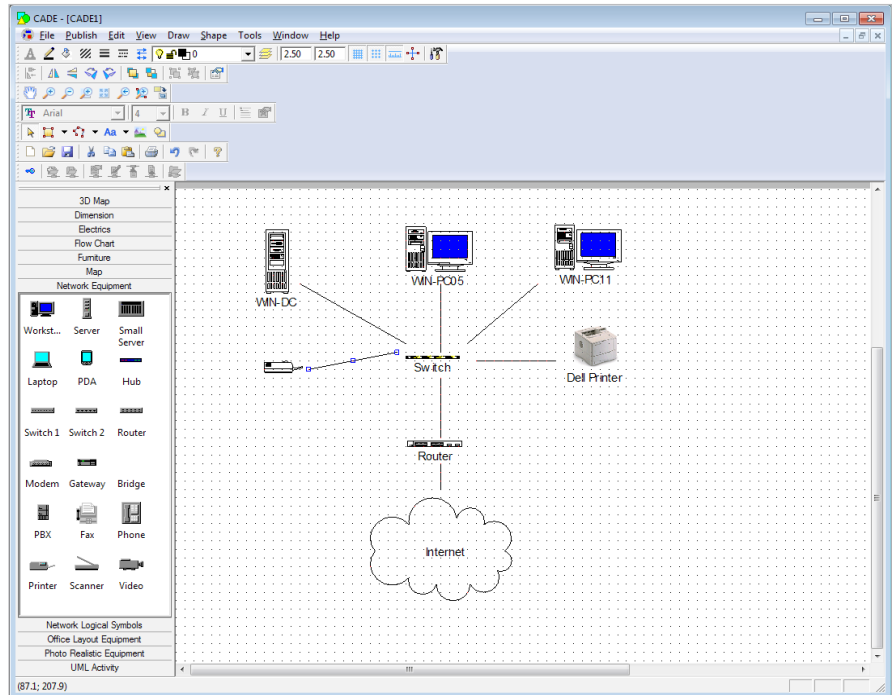 CADE - [CADE1]
File Publish Edit View Draw Shape Tools Window Help
0 2.50 2.50
Arial 4 B I U
Aa
3D Map
Dimension
Electrics
Flow Chart
Furniture
Map
Network Equipment
Workst... Server Small Server
Laptop PDA Hub
Switch 1 Switch 2 Router
Modem Gateway Bridge
PBX Fax Phone
Printer Scanner Video
Network Logical Symbols
Office Layout Equipment
Photo Realistic Equipment
UML Activity
WIN-DC
WIN-PC05
WIN-PC11
Switch
Dell Printer
Router
Internet
(87.1; 207.9)